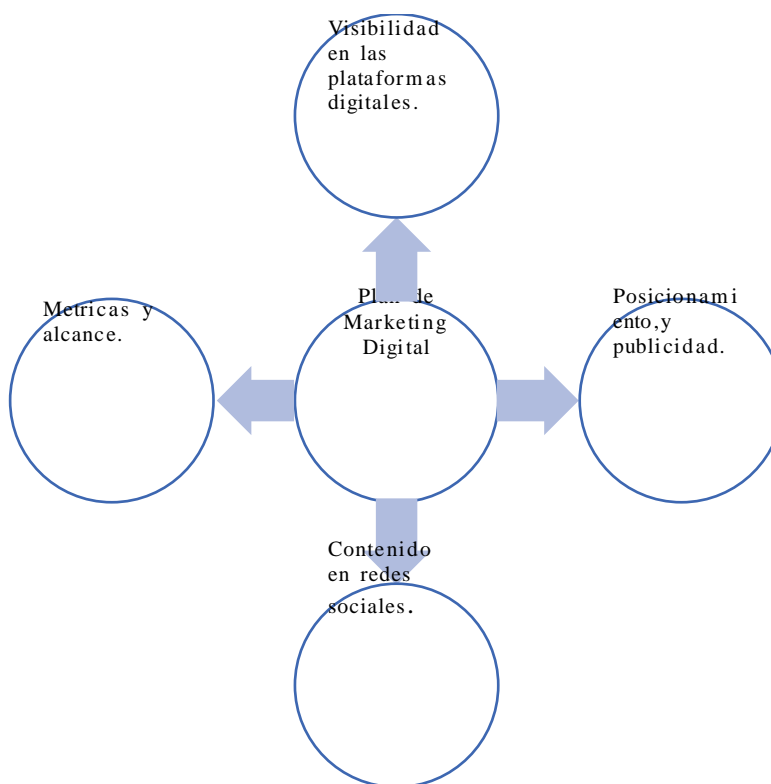 Visibilidad
en las
plataformas
digitales.
Metricas y
alcance.
Plan de
Marketing
Digital
Posicionami
ento,y
publicidad.
Contenido
en redes
sociales.